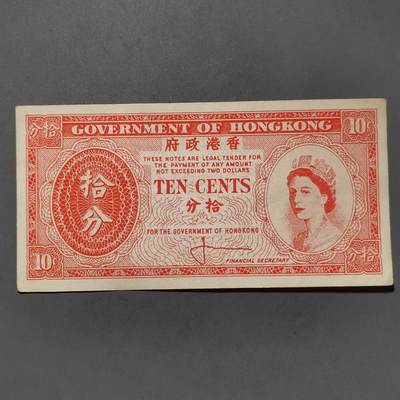 GOVERNMENT OF HONGKONG
分拾
10¢
府政港香
THESE NOTES ARE LEGAL TENDER FOR
THE PAYMENT OF ANY AMOUNT
NOT EXCEEDING TWO DOLLARS
TEN CENTS
分拾
拾分
FOR THE GOVERNMENT OF HONGKONG
FINANCIAL SECRETARY
10¢
分拾